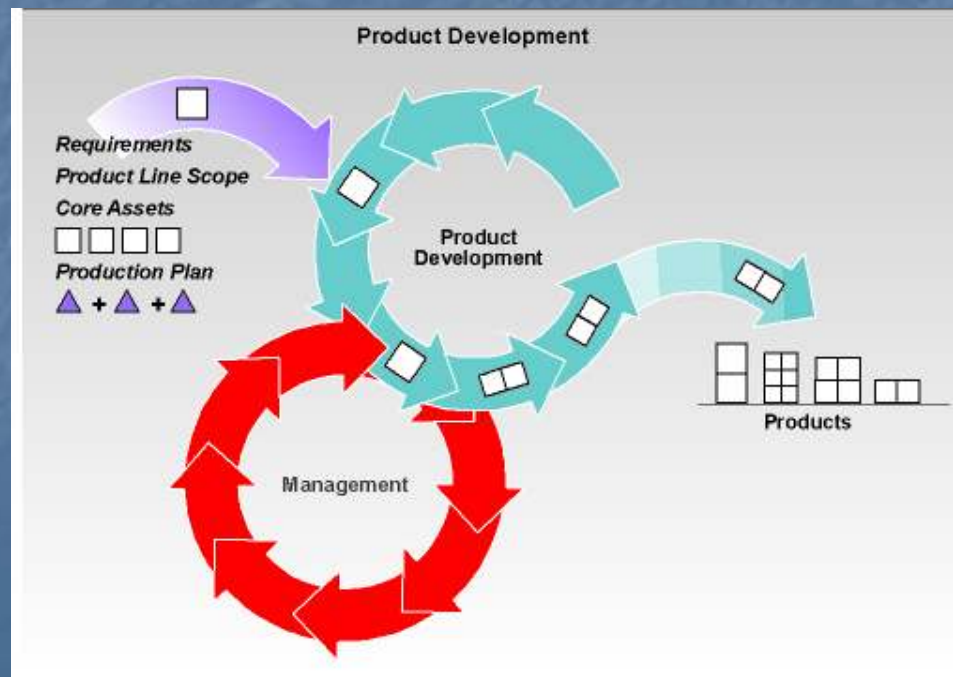 Product Development
Requirements
Product Line Scope
Core Assets
Production Plan
+ +
Product
Development
Management
Products